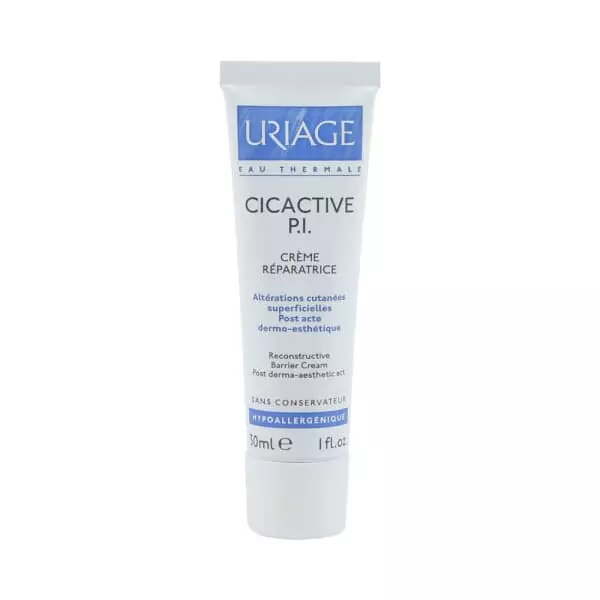 URIAGE
EAU THERMALE
CICACTIVE
P.I.
CRÈME
RÉPARATRICE
Altérations cutanées
superficielles
Post acte
dermo-esthétique
Reconstructive
Barrier Cream
Post derma-aesthetic act
SANS CONSERVATEUR
HYPOALLERGÉNIQUE
30ml e 1 fl.oz